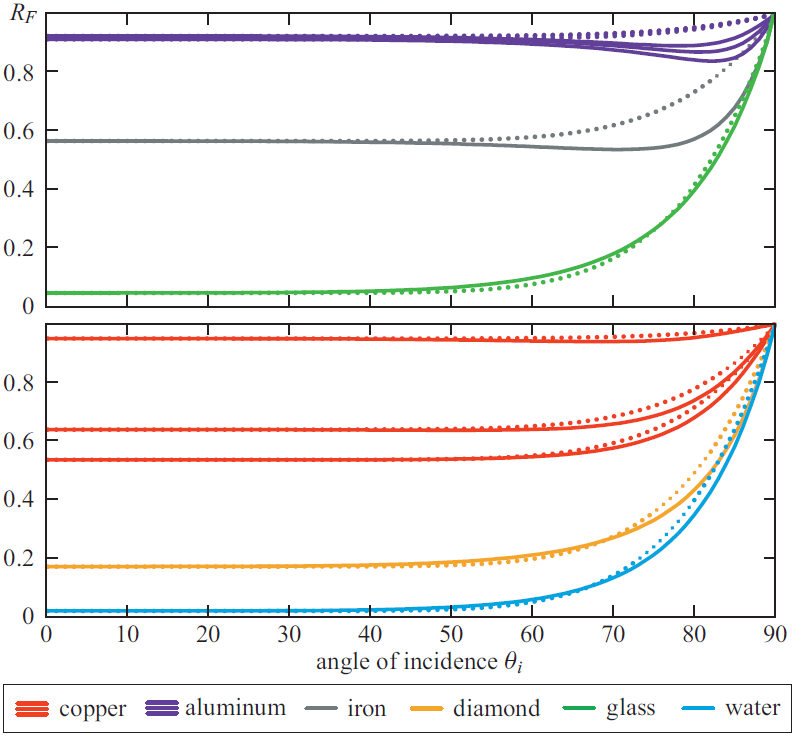 R_F
0.8
0.6
0.4
0.2
0
0.8
0.6
0.4
0.2
0
0 10 20 30 40 50 60 70 80 90
angle of incidence θ_i
copper aluminum iron diamond glass water